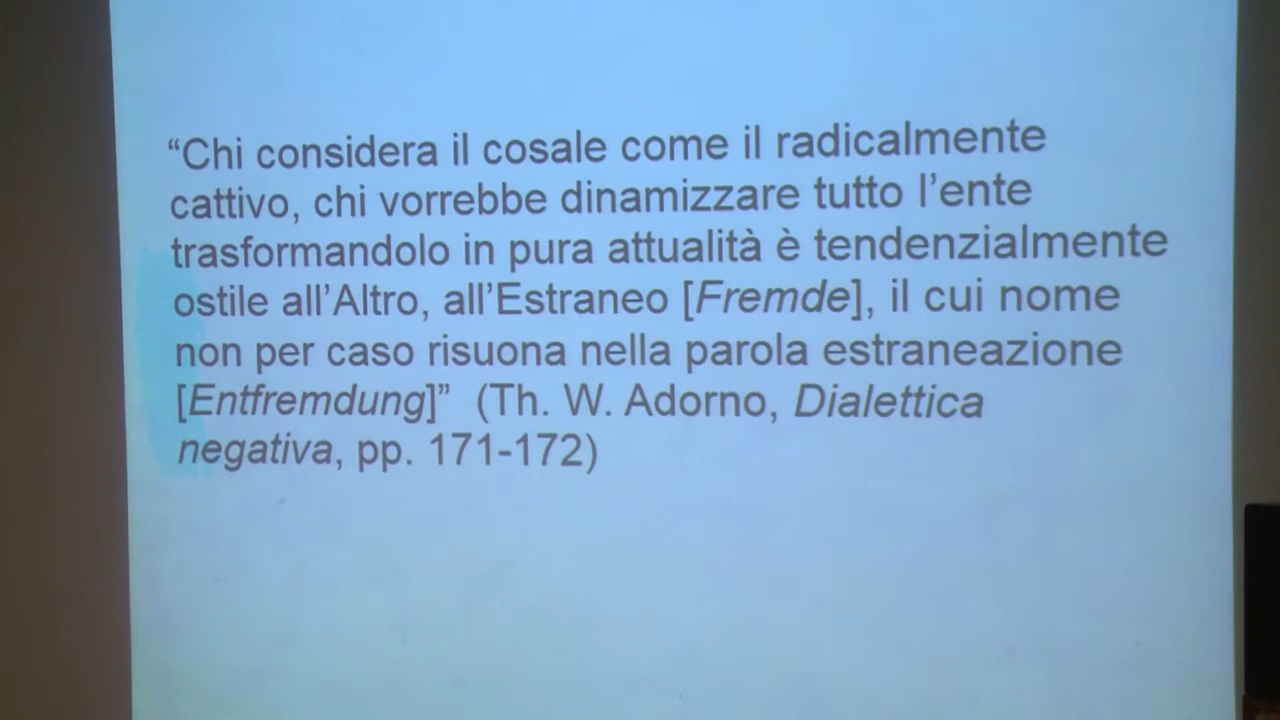 “Chi considera il cosale come il radicalmente
cattivo, chi vorrebbe dinamizzare tutto l’ente
trasformandolo in pura attualità è tendenzialmente
ostile all’Altro, all’Estraneo [Fremde], il cui nome
non per caso risuona nella parola estraneazione
[Entfremdung]” (Th. W. Adorno, Dialettica
negativa, pp. 171-172)